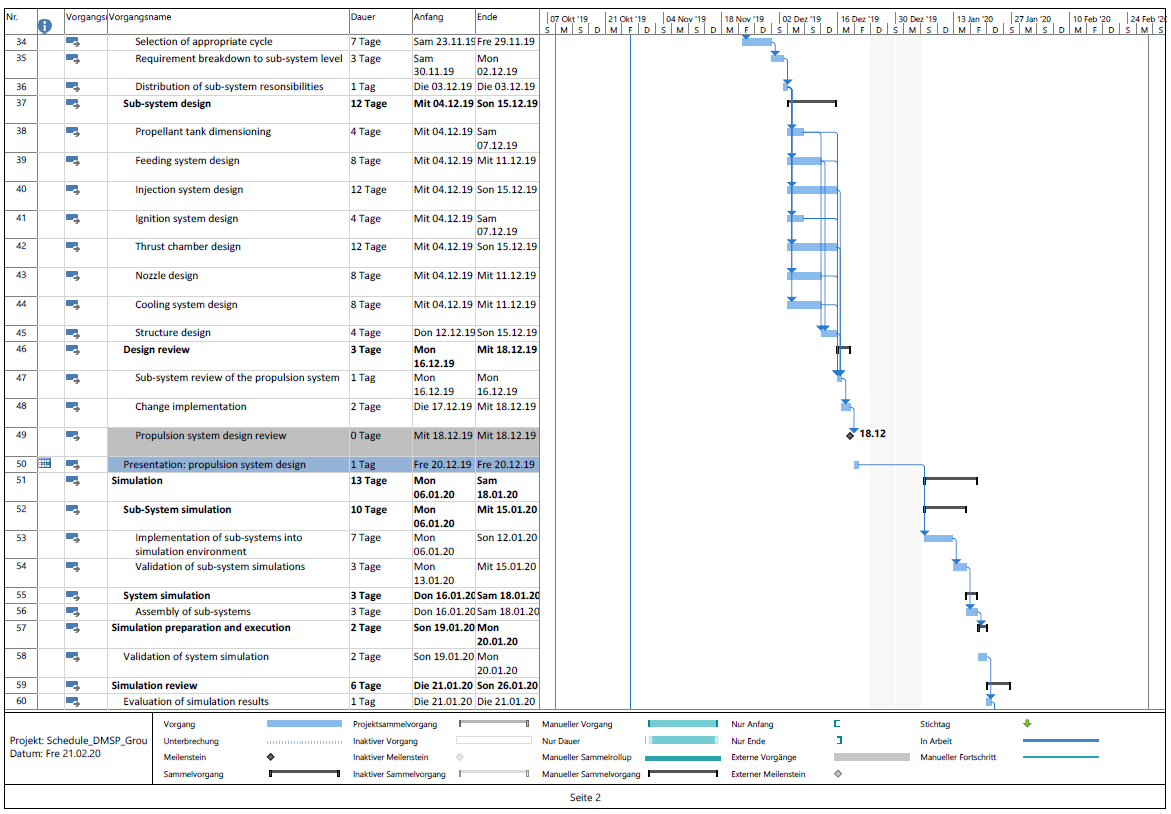 Nr. Vorgangs Vorgangsname Dauer Anfang Ende 07 Okt '19 21 Okt '19 04 Nov '19 18 Nov '19 02 Dez '19 16 Dez '19 30 Dez '19 13 Jan '20 27 Jan '20 10 Feb '20 24 Feb '20
S M F D S S M F D S S M F D S S M F D S S M F D S S
34 Selection of appropriate cycle 7 Tage Sam 23.11.19 Fre 29.11.19
35 Requirement breakdown to sub-system level 3 Tage Sam 30.11.19 Mon 02.12.19
36 Distribution of sub-system resonsibilities 1 Tag Die 03.12.19 Die 03.12.19
37 Sub-system design 12 Tage Mit 04.12.19 Son 15.12.19
38 Propellant tank dimensioning 4 Tage Mit 04.12.19 Sam 07.12.19
39 Feeding system design 8 Tage Mit 04.12.19 Mit 11.12.19
40 Injection system design 12 Tage Mit 04.12.19 Son 15.12.19
41 Ignition system design 4 Tage Mit 04.12.19 Sam 07.12.19
42 Thrust chamber design 12 Tage Mit 04.12.19 Son 15.12.19
43 Nozzle design 8 Tage Mit 04.12.19 Mit 11.12.19
44 Cooling system design 8 Tage Mit 04.12.19 Mit 11.12.19
45 Structure design 4 Tage Don 12.12.19 Son 15.12.19
46 Design review 3 Tage Mon 16.12.19 Mit 18.12.19
47 Sub-system review of the propulsion system 1 Tag Mon 16.12.19 Mon 16.12.19
48 Change implementation 2 Tage Die 17.12.19 Mit 18.12.19
49 Propulsion system design review 0 Tage Mit 18.12.19 Mit 18.12.19 18.12
50 Presentation: propulsion system design 1 Tag Fre 20.12.19 Fre 20.12.19
51 Simulation 13 Tage Mon 06.01.20 Sam 18.01.20
52 Sub-System simulation 10 Tage Mon 06.01.20 Mit 15.01.20
53 Implementation of sub-systems into simulation environment 7 Tage Mon 06.01.20 Son 12.01.20
54 Validation of sub-system simulations 3 Tage Mon 13.01.20 Mit 15.01.20
55 System simulation 3 Tage Don 16.01.20 Sam 18.01.20
56 Assembly of sub-systems 3 Tage Don 16.01.20 Sam 18.01.20
57 Simulation preparation and execution 2 Tage Son 19.01.20 Mon 20.01.20
58 Validation of system simulation 2 Tage Son 19.01.20 Mon 20.01.20
59 Simulation review 6 Tage Die 21.01.20 Son 26.01.20
60 Evaluation of simulation results 1 Tag Die 21.01.20 Die 21.01.20
Projekt: Schedule_DMSP_Grou
Datum: Fre 21.02.20
Vorgang Projektsammelvorgang Manueller Vorgang Nur Anfang Stichtag
Unterbrechung Inaktiver Vorgang Nur Dauer Nur Ende In Arbeit
Meilenstein Inaktiver Meilenstein Manueller Sammelrollup Externe Vorgänge Manueller Fortschritt
Sammelvorgang Inaktiver Sammelvorgang Manueller Sammelvorgang Externer Meilenstein
Seite 2